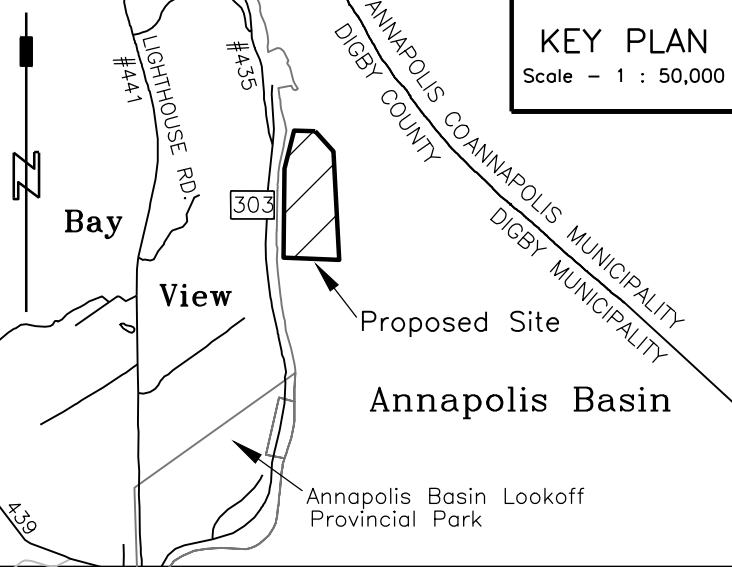 KEY PLAN
Scale - 1 : 50,000
ANNAPOLIS CO
DIGBY COUNTY
ANNAPOLIS MUNICIPALITY
DIGBY MUNICIPALITY
LIGHTHOUSE RD.
#441
#435
303
Bay
View
Proposed Site
Annapolis Basin
Annapolis Basin Lookoff
Provincial Park
439